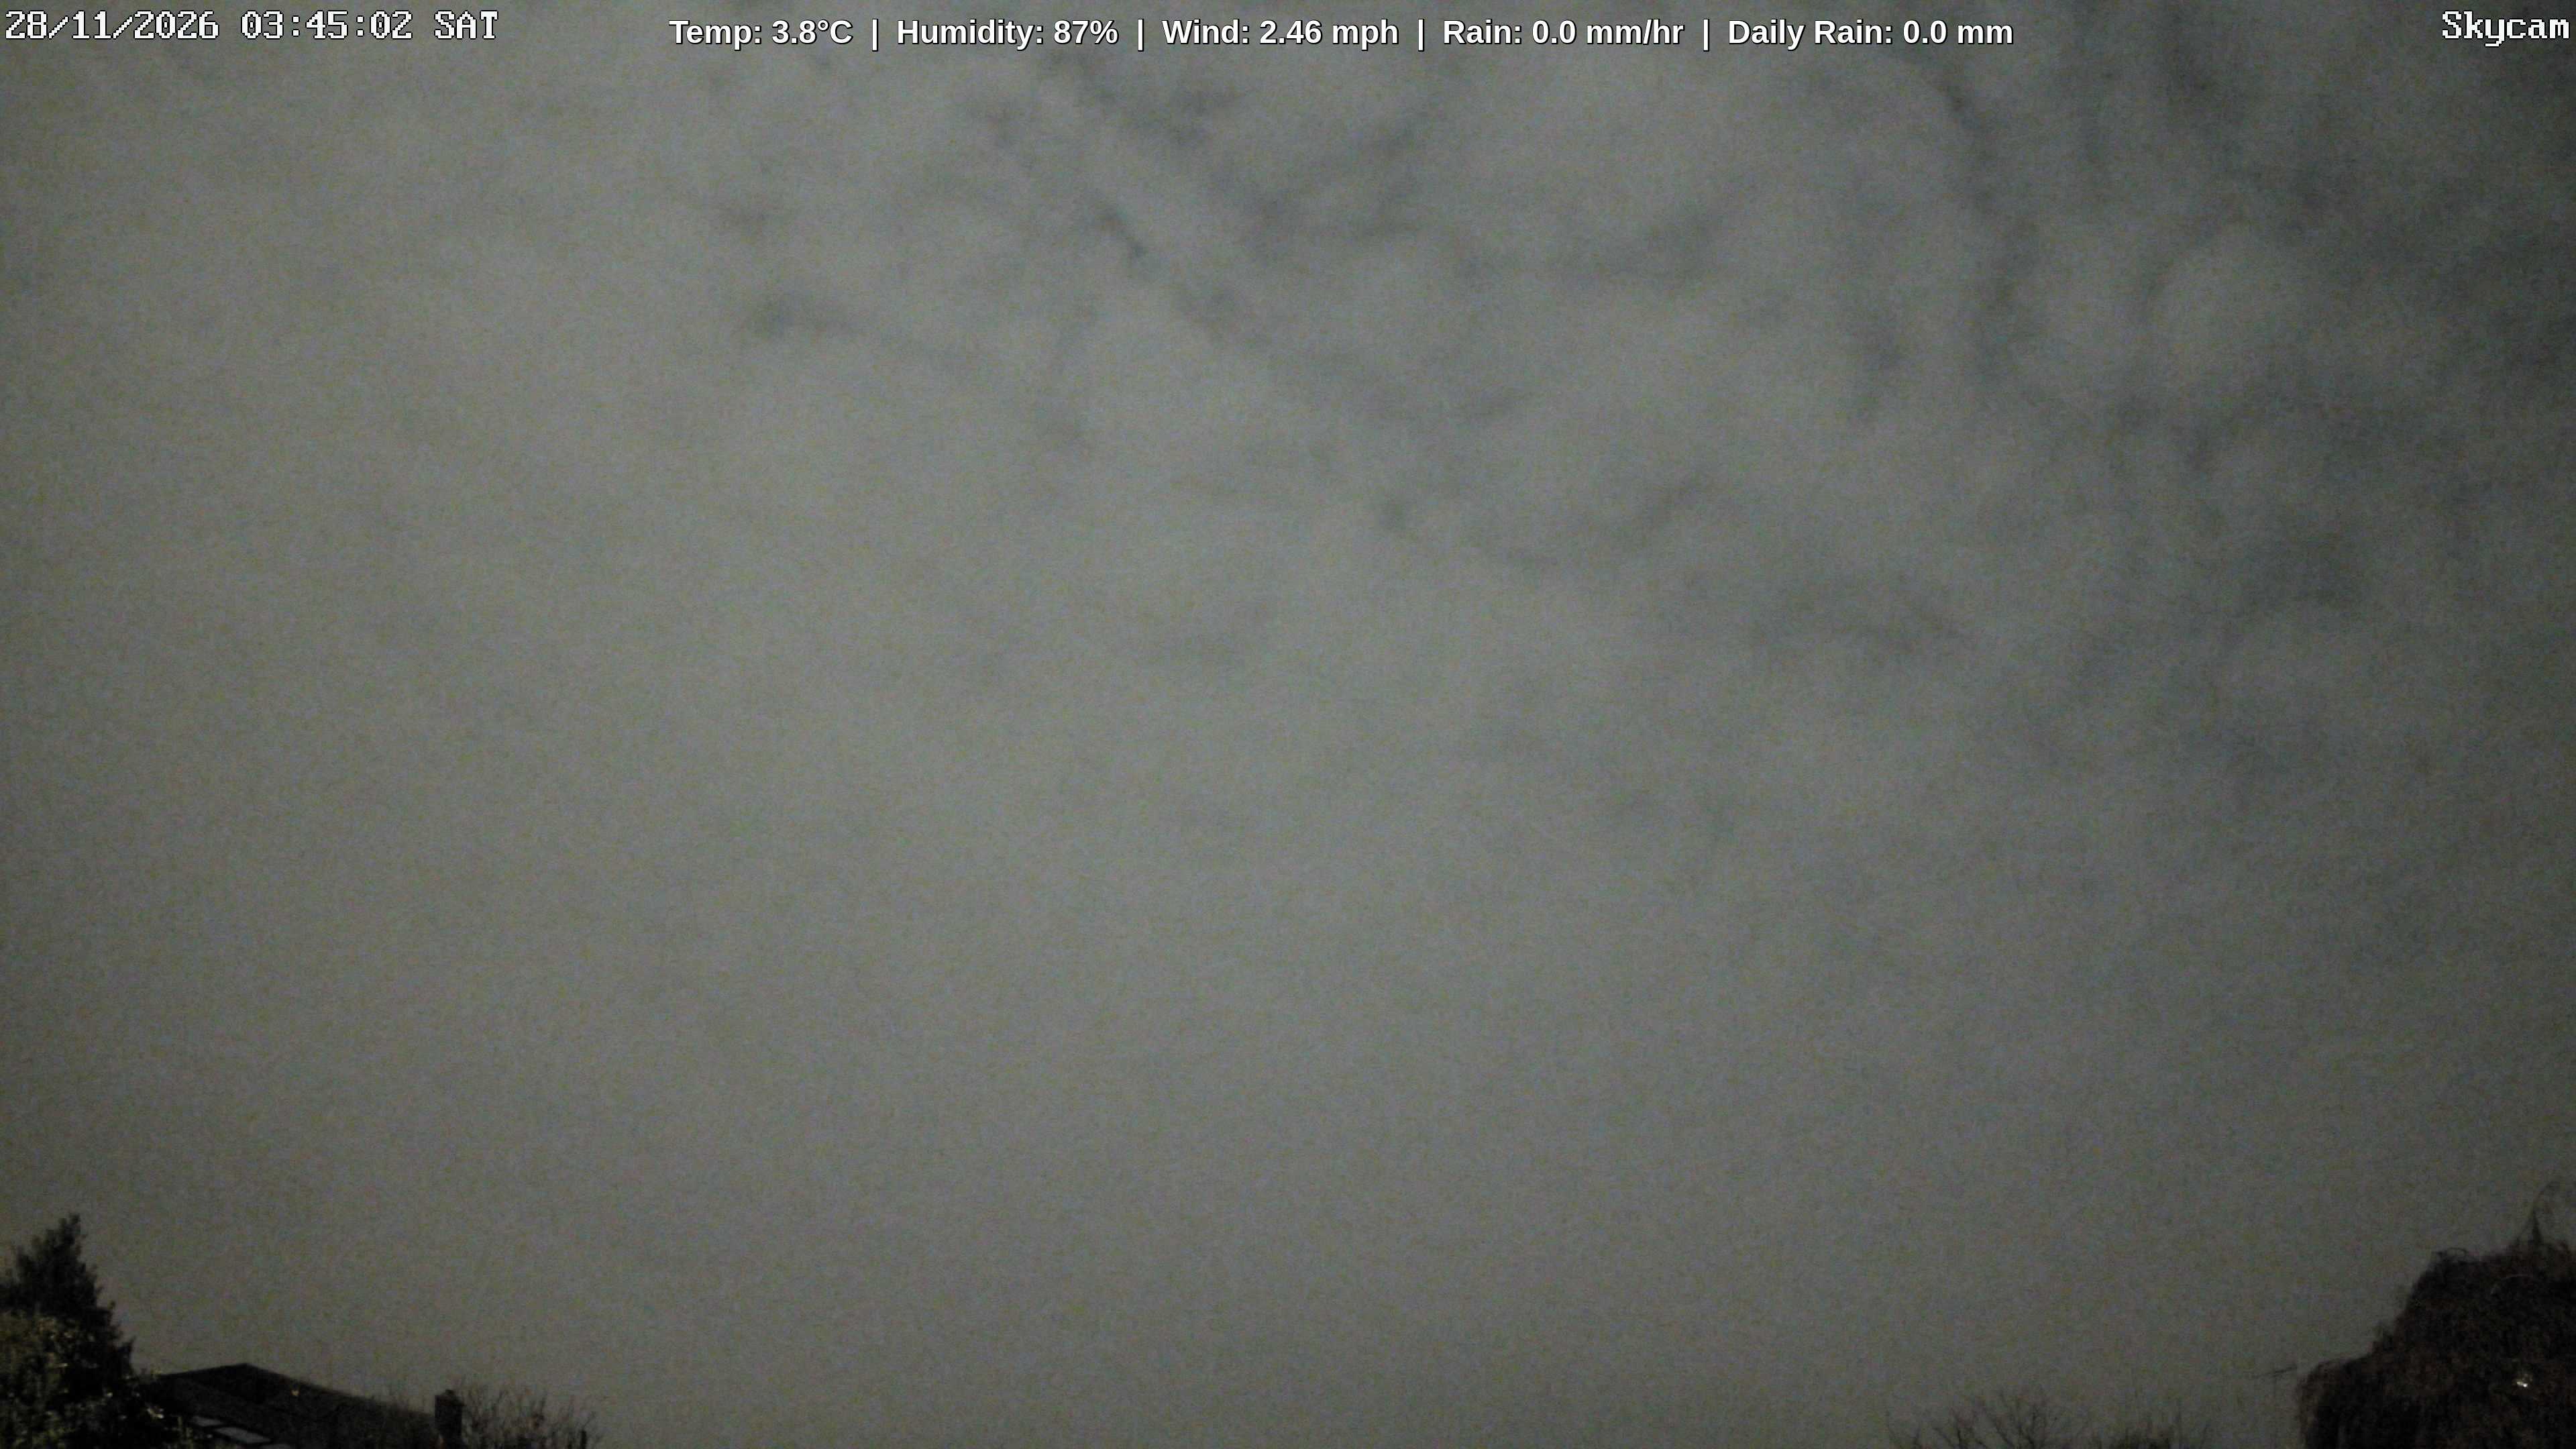 28/11/2026 03:45:02 SAT
Temp: 3.8°C | Humidity: 87% | Wind: 2.46 mph | Rain: 0.0 mm/hr | Daily Rain: 0.0 mm
Skycam